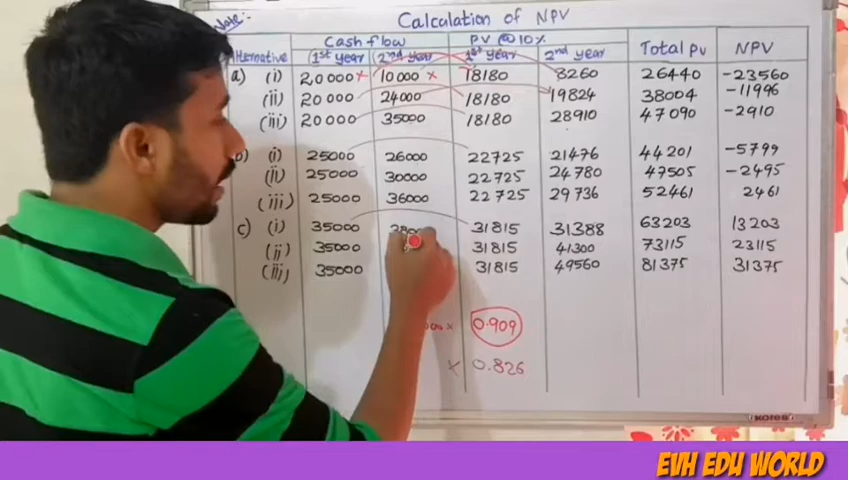 Note:-
Calculation of NPV
Cash flow PV @ 10%
Alternative 1st year 2nd year 1st year 2nd year Total PV NPV
a) (i) 20000 × 10000 × 18180 8260 26440 -23560
(ii) 20000 24000 18180 19824 38004 -11996
(iii) 20000 35000 18180 28910 47090 -2910
b) (i) 25000 26000 22725 21476 44201 -5799
(ii) 25000 30000 22725 24780 47505 -2495
(iii) 25000 36000 22725 29736 52461 2461
c) (i) 35000 31815 31388 63203 13203
(ii) 35000 31815 41300 73115 23115
(iii) 35000 31815 49560 81375 31375
× 0.909
× 0.826
KORES
EVH EDU WORLD